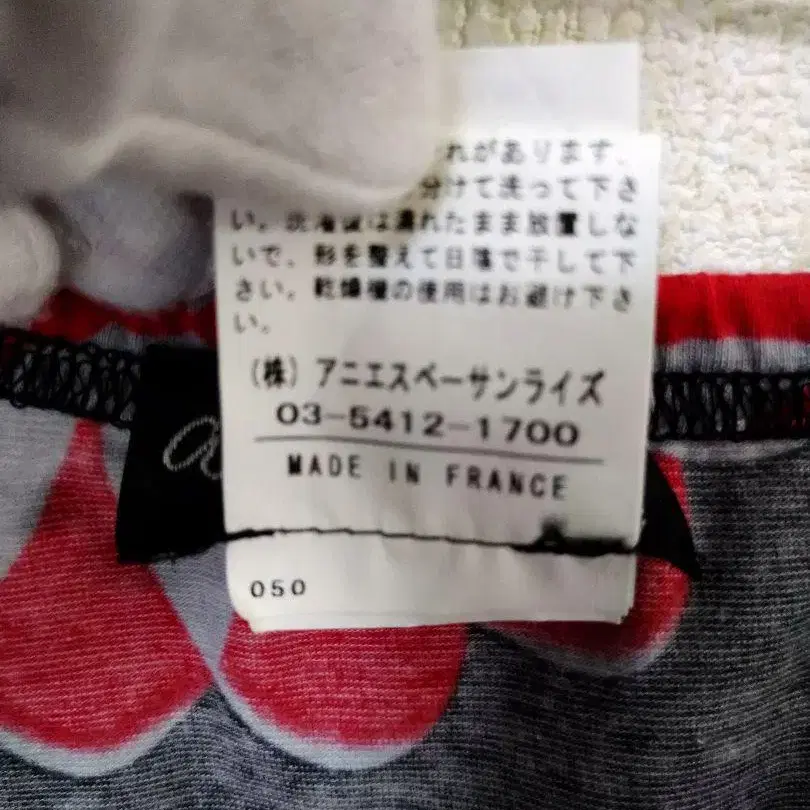 れがあります。
分けて洗って下さ
い。洗濯後は濡れたまま放置しな
いで、形を整えて日陰で干して下
さい。乾燥機の使用はお避け下さ
い。
(株) アニエスベーサンライズ
03-5412-1700
MADE IN FRANCE
050